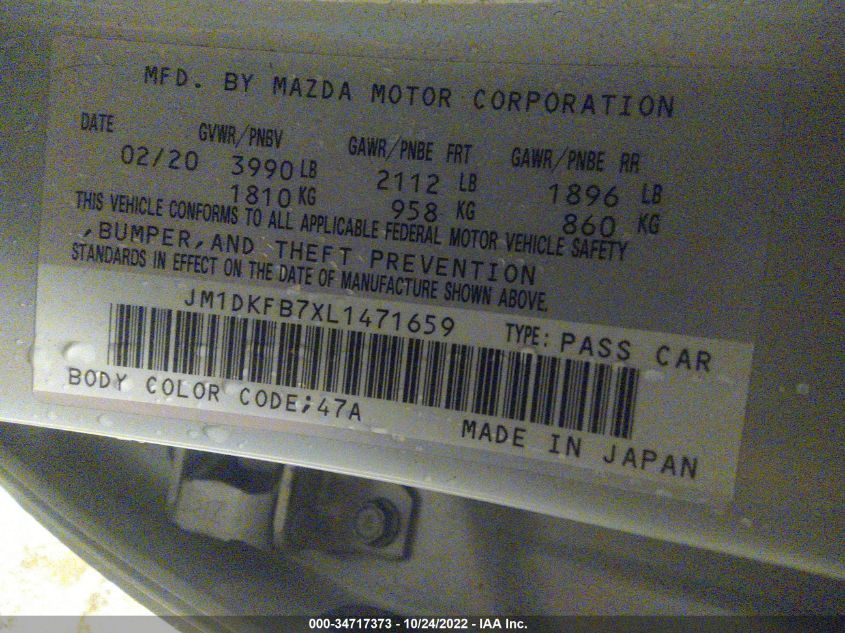 MFD. BY MAZDA MOTOR CORPORATION
DATE GVWR/PNBV GAWR/PNBE FRT GAWR/PNBE RR
02/20 3990 LB 2112 LB 1896 LB
1810 KG 958 KG 860 KG
THIS VEHICLE CONFORMS TO ALL APPLICABLE FEDERAL MOTOR VEHICLE SAFETY
,BUMPER,AND THEFT PREVENTION
STANDARDS IN EFFECT ON THE DATE OF MANUFACTURE SHOWN ABOVE.
JM1DKFB7XL1471659 TYPE: PASS CAR
BODY COLOR CODE;47A
MADE IN JAPAN
000-34717373 - 10/24/2022 - IAA Inc.